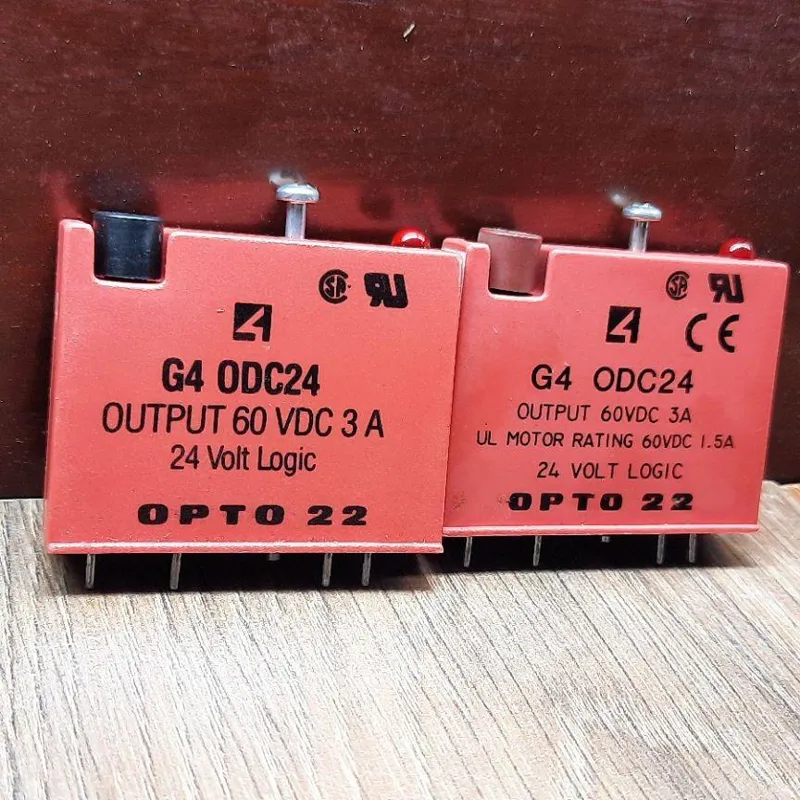 G4 ODC24
OUTPUT 60 VDC 3 A
24 Volt Logic
OPTO 22
CE
G4 ODC24
OUTPUT 60VDC 3A
UL MOTOR RATING 60VDC 1.5A
24 VOLT LOGIC
OPTO 22